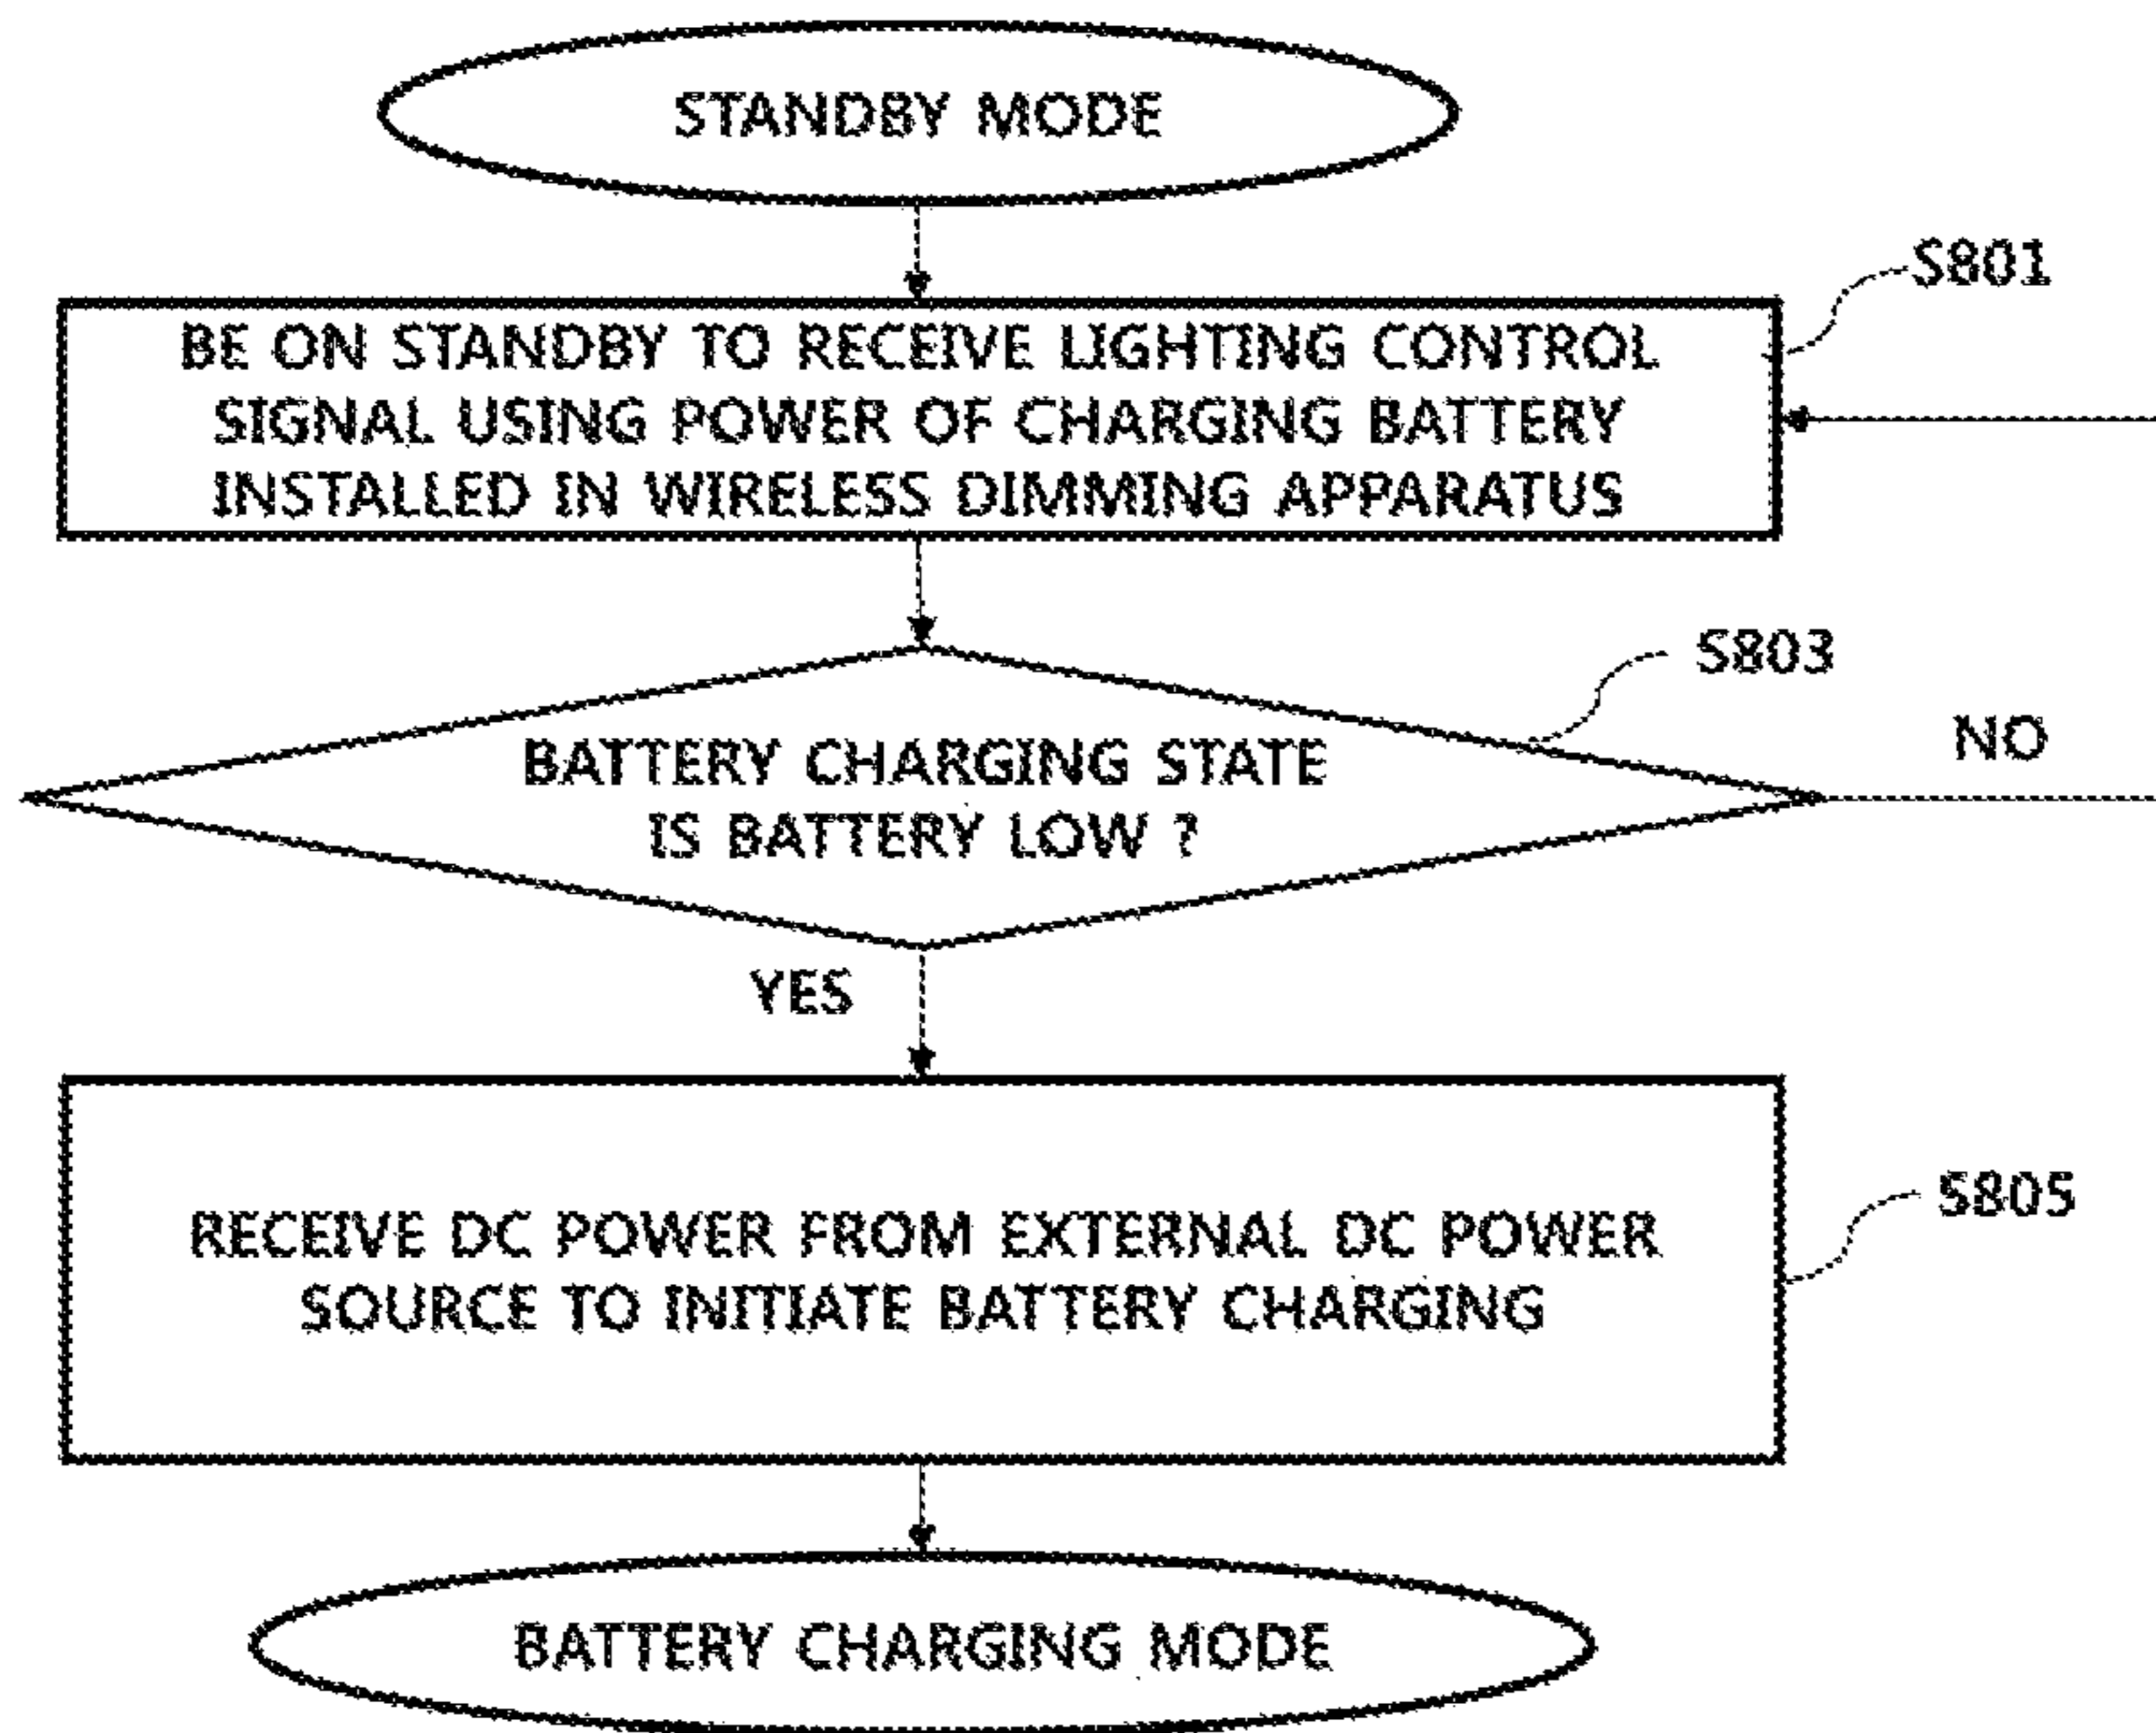 STANDBY MODE
S801
BE ON STANDBY TO RECEIVE LIGHTING CONTROL
SIGNAL USING POWER OF CHARGING BATTERY
INSTALLED IN WIRELESS DIMMING APPARATUS
S803
NO
BATTERY CHARGING STATE
IS BATTERY LOW ?
YES
S805
RECEIVE DC POWER FROM EXTERNAL DC POWER
SOURCE TO INITIATE BATTERY CHARGING
BATTERY CHARGING MODE